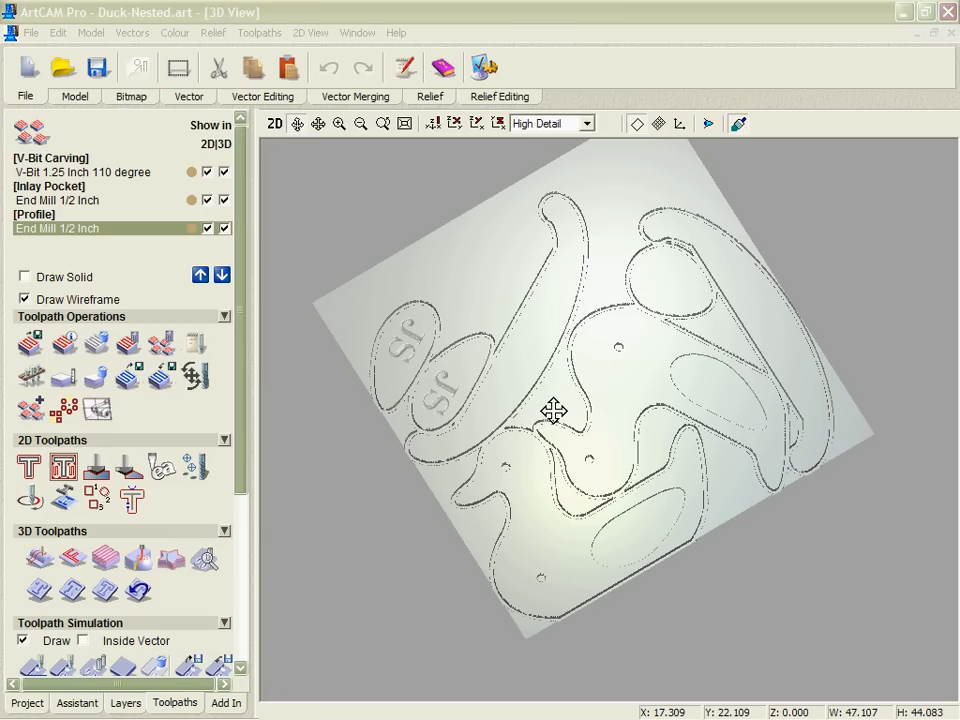 ArtCAM Pro - Duck-Nested.art - [3D View]
File Edit Model Vectors Colour Relief Toolpaths 2D View Window Help
File Model Bitmap Vector Vector Editing Vector Merging Relief Relief Editing
Show in
2D|3D
[V-Bit Carving]
V-Bit 1.25 Inch 110 degree
[Inlay Pocket]
End Mill 1/2 Inch
[Profile]
End Mill 1/2 Inch
Draw Solid
Draw Wireframe
Toolpath Operations
2D Toolpaths
3D Toolpaths
Toolpath Simulation
Draw Inside Vector
Project Assistant Layers Toolpaths Add In
2D High Detail
JS
JS
X: 17.309 Y: 22.109 Z: 0.000 W: 47.107 H: 44.083